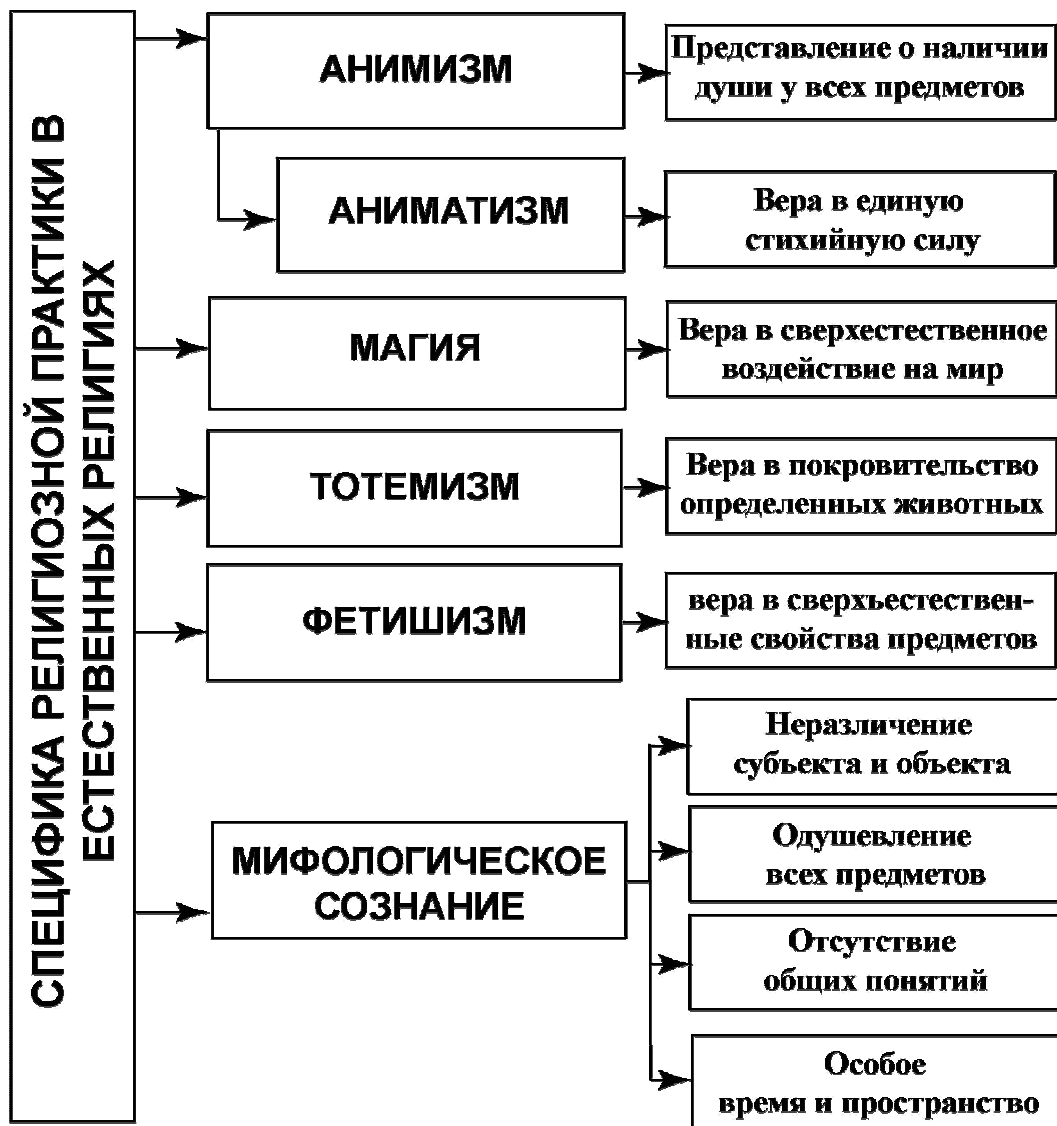 СПЕЦИФИКА РЕЛИГИОЗНОЙ ПРАКТИКИ В
ЕСТЕСТВЕННЫХ РЕЛИГИЯХ
АНИМИЗМ
Представление о наличии
души у всех предметов
АНИМАТИЗМ
Вера в единую
стихийную силу
МАГИЯ
Вера в сверхестественное
воздействие на мир
ТОТЕМИЗМ
Вера в покровительство
определенных животных
ФЕТИШИЗМ
вера в сверхъестествен-
ные свойства предметов
МИФОЛОГИЧЕСКОЕ
СОЗНАНИЕ
Неразличение
субъекта и объекта
Одушевление
всех предметов
Отсутствие
общих понятий
Особое
время и пространство